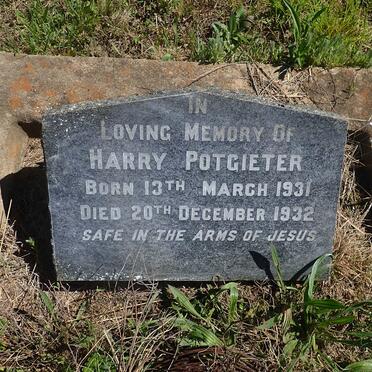 IN
LOVING MEMORY OF
HARRY POTGIETER
BORN 13TH MARCH 1931
DIED 20TH DECEMBER 1932
SAFE IN THE ARMS OF JESUS